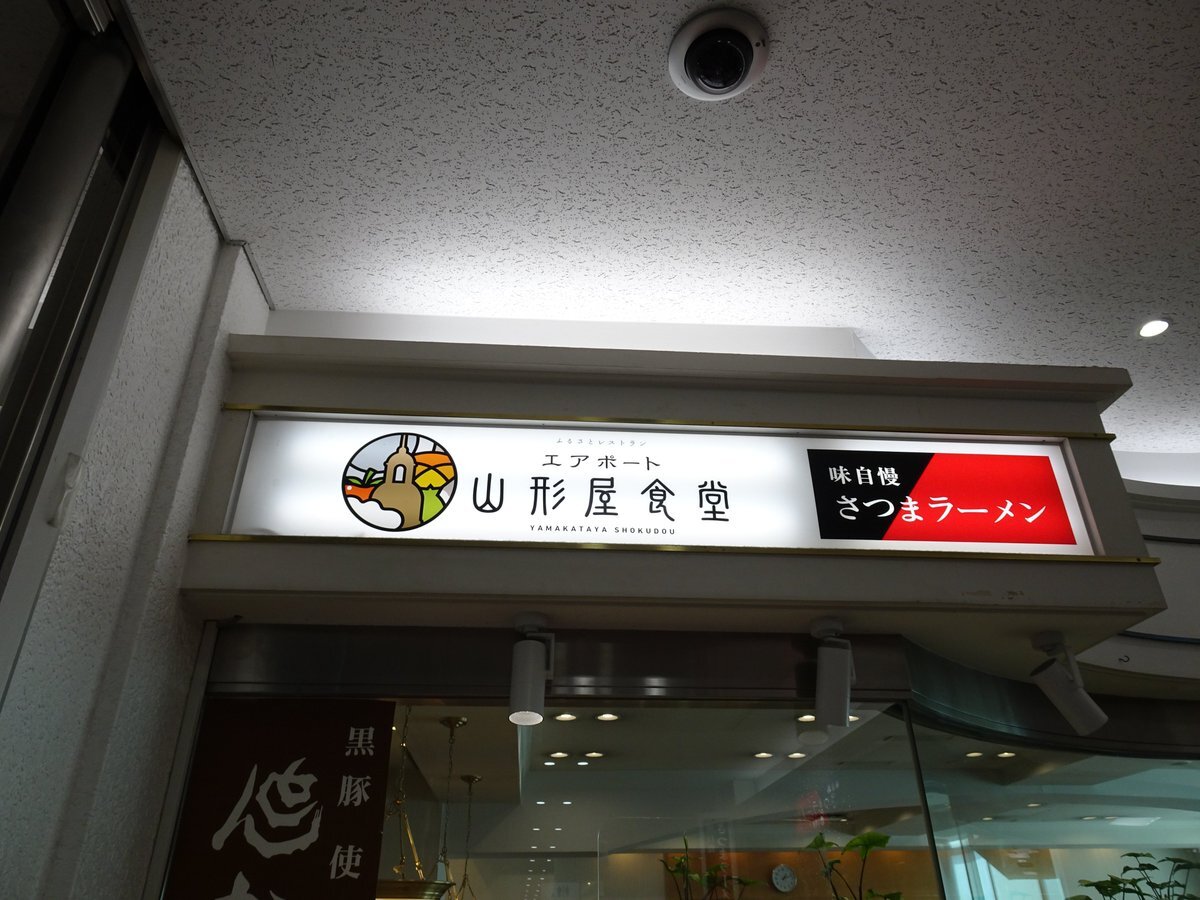 ふるさとレストラン
エアポート
山形屋食堂
YAMAKATAYA SHOKUDOU
味自慢
さつまラーメン
黒豚使